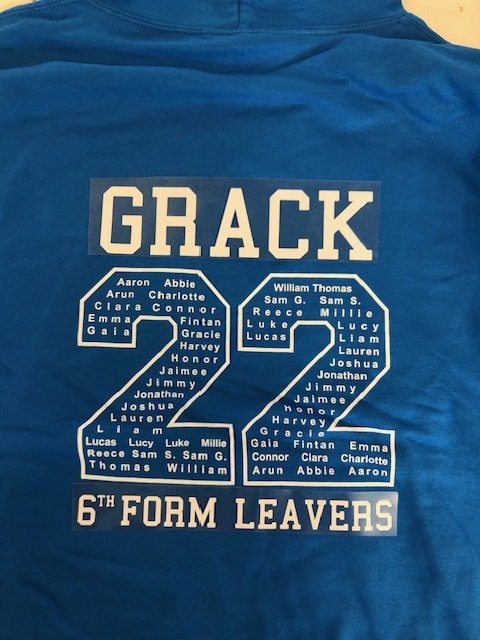 GRACK
Aaron Abbie
Arun Charlotte
Clara Connor
Emma Fintan
Gaia Gracie
Harvey
Honor
Jaimee
Jimmy
Jonathan
Joshua
Lauren
Liam
Lucas Lucy Luke Millie
Reece Sam S. Sam G.
Thomas William
William Thomas
Sam G. Sam S.
Reece Millie
Luke Lucy
Lucas Liam
Lauren
Joshua
Jonathan
Jimmy
Jaimee
Honor
Harvey
Gracie
Gaia Fintan Emma
Connor Clara Charlotte
Arun Abbie Aaron
6TH FORM LEAVERS